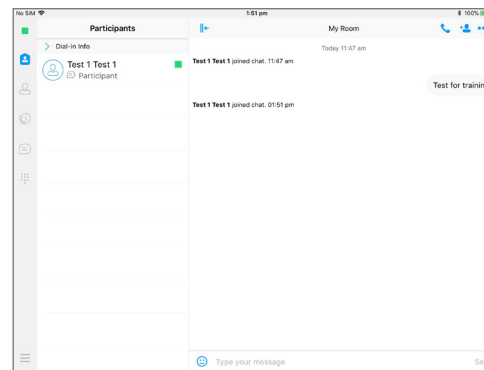 No SIM
1:51 pm
100%
Participants
My Room
Dial-in Info
Today 11:47 am
Test 1 Test 1
Participant
Test 1 Test 1 joined chat. 11:47 am
Test for trainin
Test 1 Test 1 joined chat. 01:51 pm
Type your message
Se